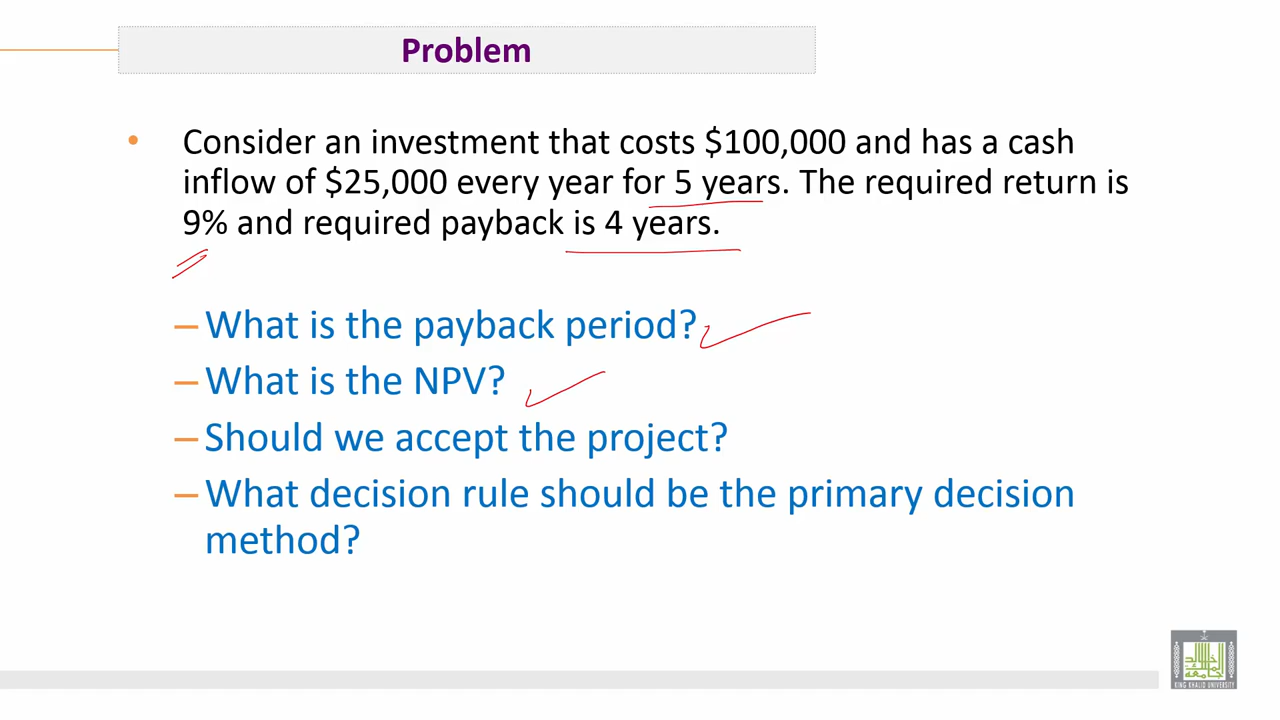 Problem
• Consider an investment that costs $100,000 and has a cash
inflow of $25,000 every year for 5 years. The required return is
9% and required payback is 4 years.
– What is the payback period?
– What is the NPV?
– Should we accept the project?
– What decision rule should be the primary decision
method?
KING KHALID UNIVERSITY